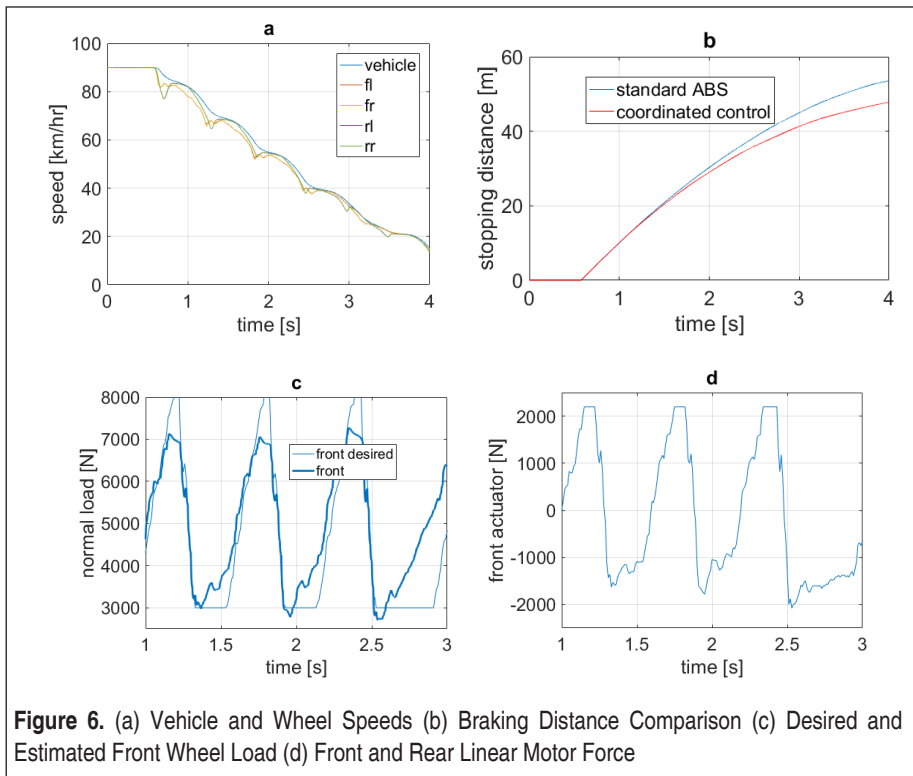 a
100
80
60
40
20
0
speed [km/hr]
vehicle
fl
fr
rl
rr
0 1 2 3 4
time [s]
b
60
40
20
0
stopping distance [m]
standard ABS
coordinated control
0 1 2 3 4
time [s]
c
8000
7000
6000
5000
4000
3000
normal load [N]
front desired
front
1 1.5 2 2.5 3
time [s]
d
2000
1000
0
-1000
-2000
front actuator [N]
1 1.5 2 2.5 3
time [s]
Figure 6. (a) Vehicle and Wheel Speeds (b) Braking Distance Comparison (c) Desired and
Estimated Front Wheel Load (d) Front and Rear Linear Motor Force